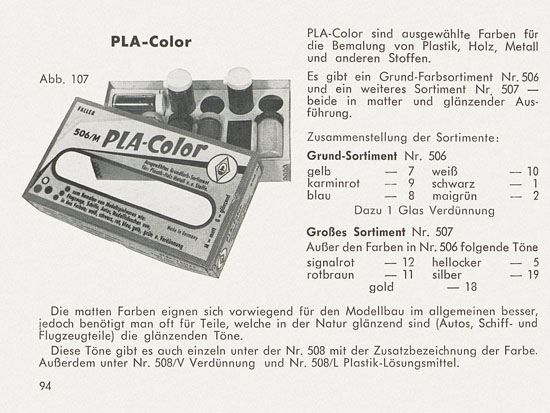 PLA-Color
Abb. 107
FALLER
506/M PLA-Color
Made in Germany
M = matt
PLA-Color sind ausgewählte Farben für
die Bemalung von Plastik, Holz, Metall
und anderen Stoffen.
Es gibt ein Grund-Farbsortiment Nr. 506
und ein weiteres Sortiment Nr. 507 —
beide in matter und glänzender Aus-
führung.
Zusammenstellung der Sortimente:
Grund-Sortiment Nr. 506
gelb — 7 weiß — 10
karminrot — 9 schwarz — 1
blau — 8 maigrün — 2
Dazu 1 Glas Verdünnung
Großes Sortiment Nr. 507
Außer den Farben in Nr. 506 folgende Töne
signalrot — 12 hellocker — 5
rotbraun — 11 silber — 19
gold — 18
Die matten Farben eignen sich vorwiegend für den Modellbau im allgemeinen besser,
jedoch benötigt man oft für Teile, welche in der Natur glänzend sind (Autos, Schiff- und
Flugzeugteile) die glänzenden Töne.
Diese Töne gibt es auch einzeln unter der Nr. 508 mit der Zusatzbezeichnung der Farbe.
Außerdem unter Nr. 508/V Verdünnung und Nr. 508/L Plastik-Lösungsmittel.
94